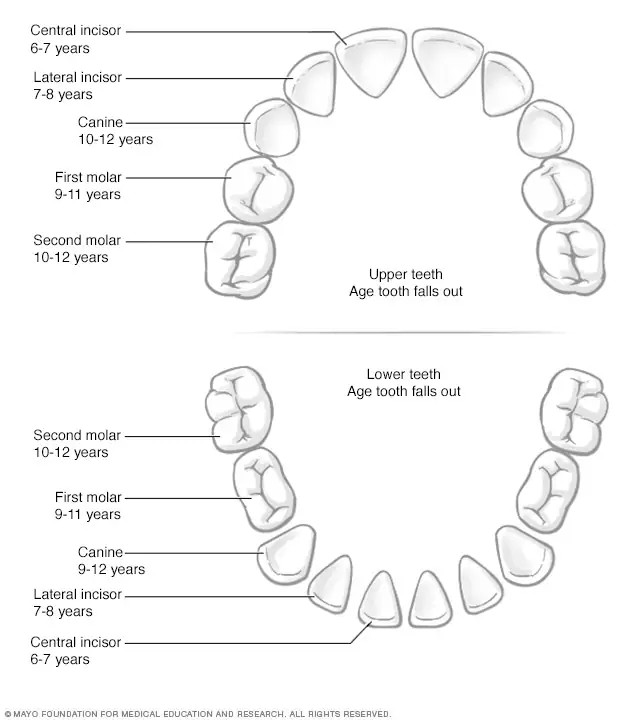 Central incisor
6-7 years
Lateral incisor
7-8 years
Canine
10-12 years
First molar
9-11 years
Second molar
10-12 years
Upper teeth
Age tooth falls out
Lower teeth
Age tooth falls out
Second molar
10-12 years
First molar
9-11 years
Canine
9-12 years
Lateral incisor
7-8 years
Central incisor
6-7 years
© MAYO FOUNDATION FOR MEDICAL EDUCATION AND RESEARCH. ALL RIGHTS RESERVED.